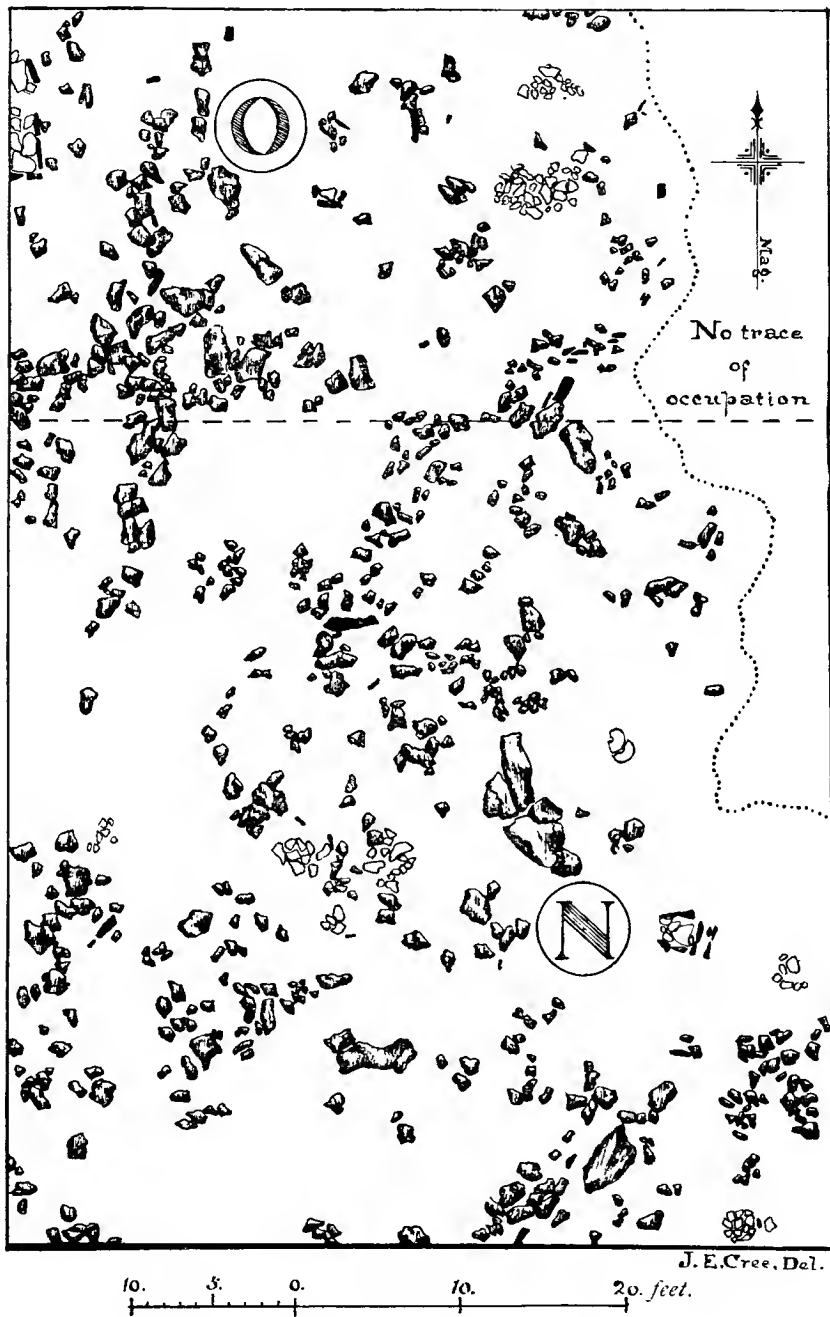 O
Mag.
No trace
of
occupation
N
J. E. Cree, Del.
10. 5. 0. 10. 20. feet.